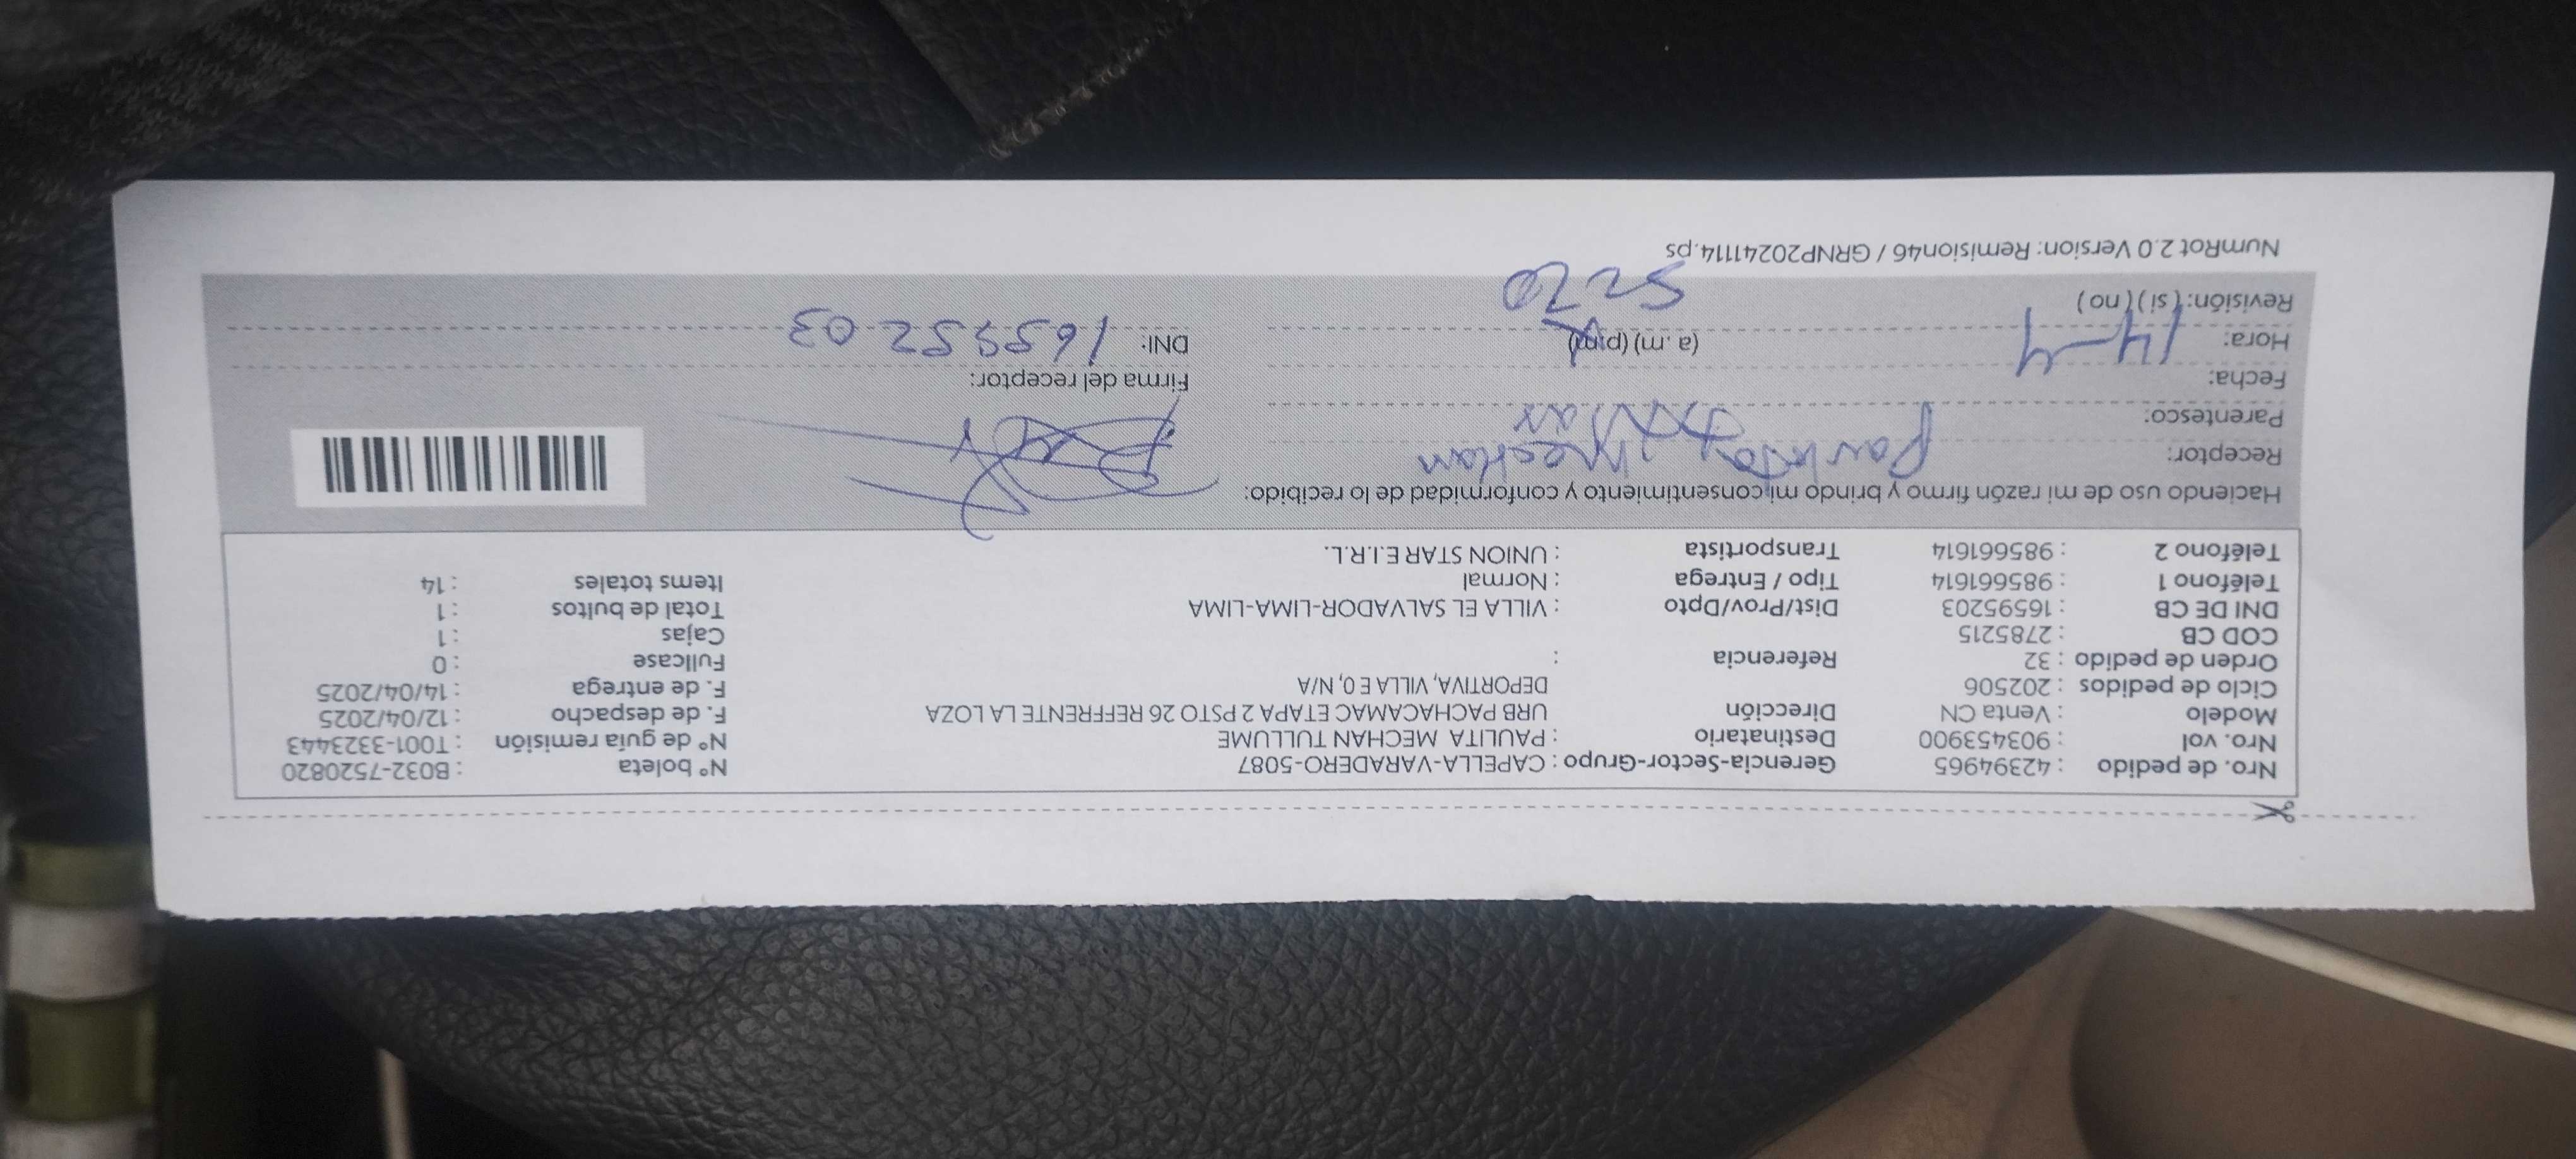 Nro. de pedido : 42394965 Gerencia-Sector-Grupo : CAPELLA-VARADERO-5087 N° boleta : B032-7520820
Nro. vol : 903453900 Destinatario : PAULITA MECHAN TULLUME N° de guía remisión : T001-3323443
Modelo : Venta CN Dirección URB PACHACAMAC ETAPA 2 PSTO 26 REFFRENTE LA LOZA F. de despacho : 12/04/2025
Ciclo de pedidos : 202506 DEPORTIVA, VILLA E 0, N/A F. de entrega : 14/04/2025
Orden de pedido : 32 Referencia : Fullcase : 0
COD CB : 2785215 Cajas : 1
DNI DE CB : 16595203 Dist/Prov/Dpto : VILLA EL SALVADOR-LIMA-LIMA Total de bultos : 1
Teléfono 1 : 985661614 Tipo / Entrega : Normal Items totales : 14
Teléfono 2 : 985661614 Transportista : UNION STAR E.I.R.L.
Haciendo uso de mi razón firmo y brindo mi consentimiento y conformidad de lo recibido:
Receptor: Paulita Mechan
Parentesco:
Fecha: Firma del receptor:
Hora: 14-4 (a .m) (p.m) DNI: 16595203
Revisión: ( si ) ( no )
NumRot 2.0 Version: Remision46 / GRNP20241114.ps